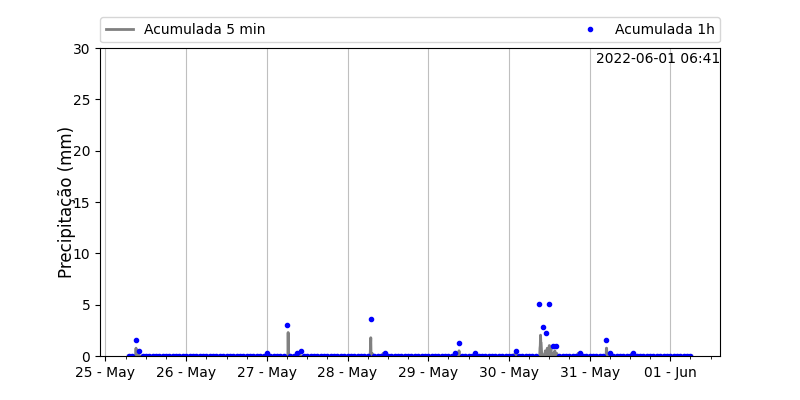 Acumulada 5 min
Acumulada 1h
2022-06-01 06:41
Precipitação (mm)
30
25
20
15
10
5
0
25 - May
26 - May
27 - May
28 - May
29 - May
30 - May
31 - May
01 - Jun